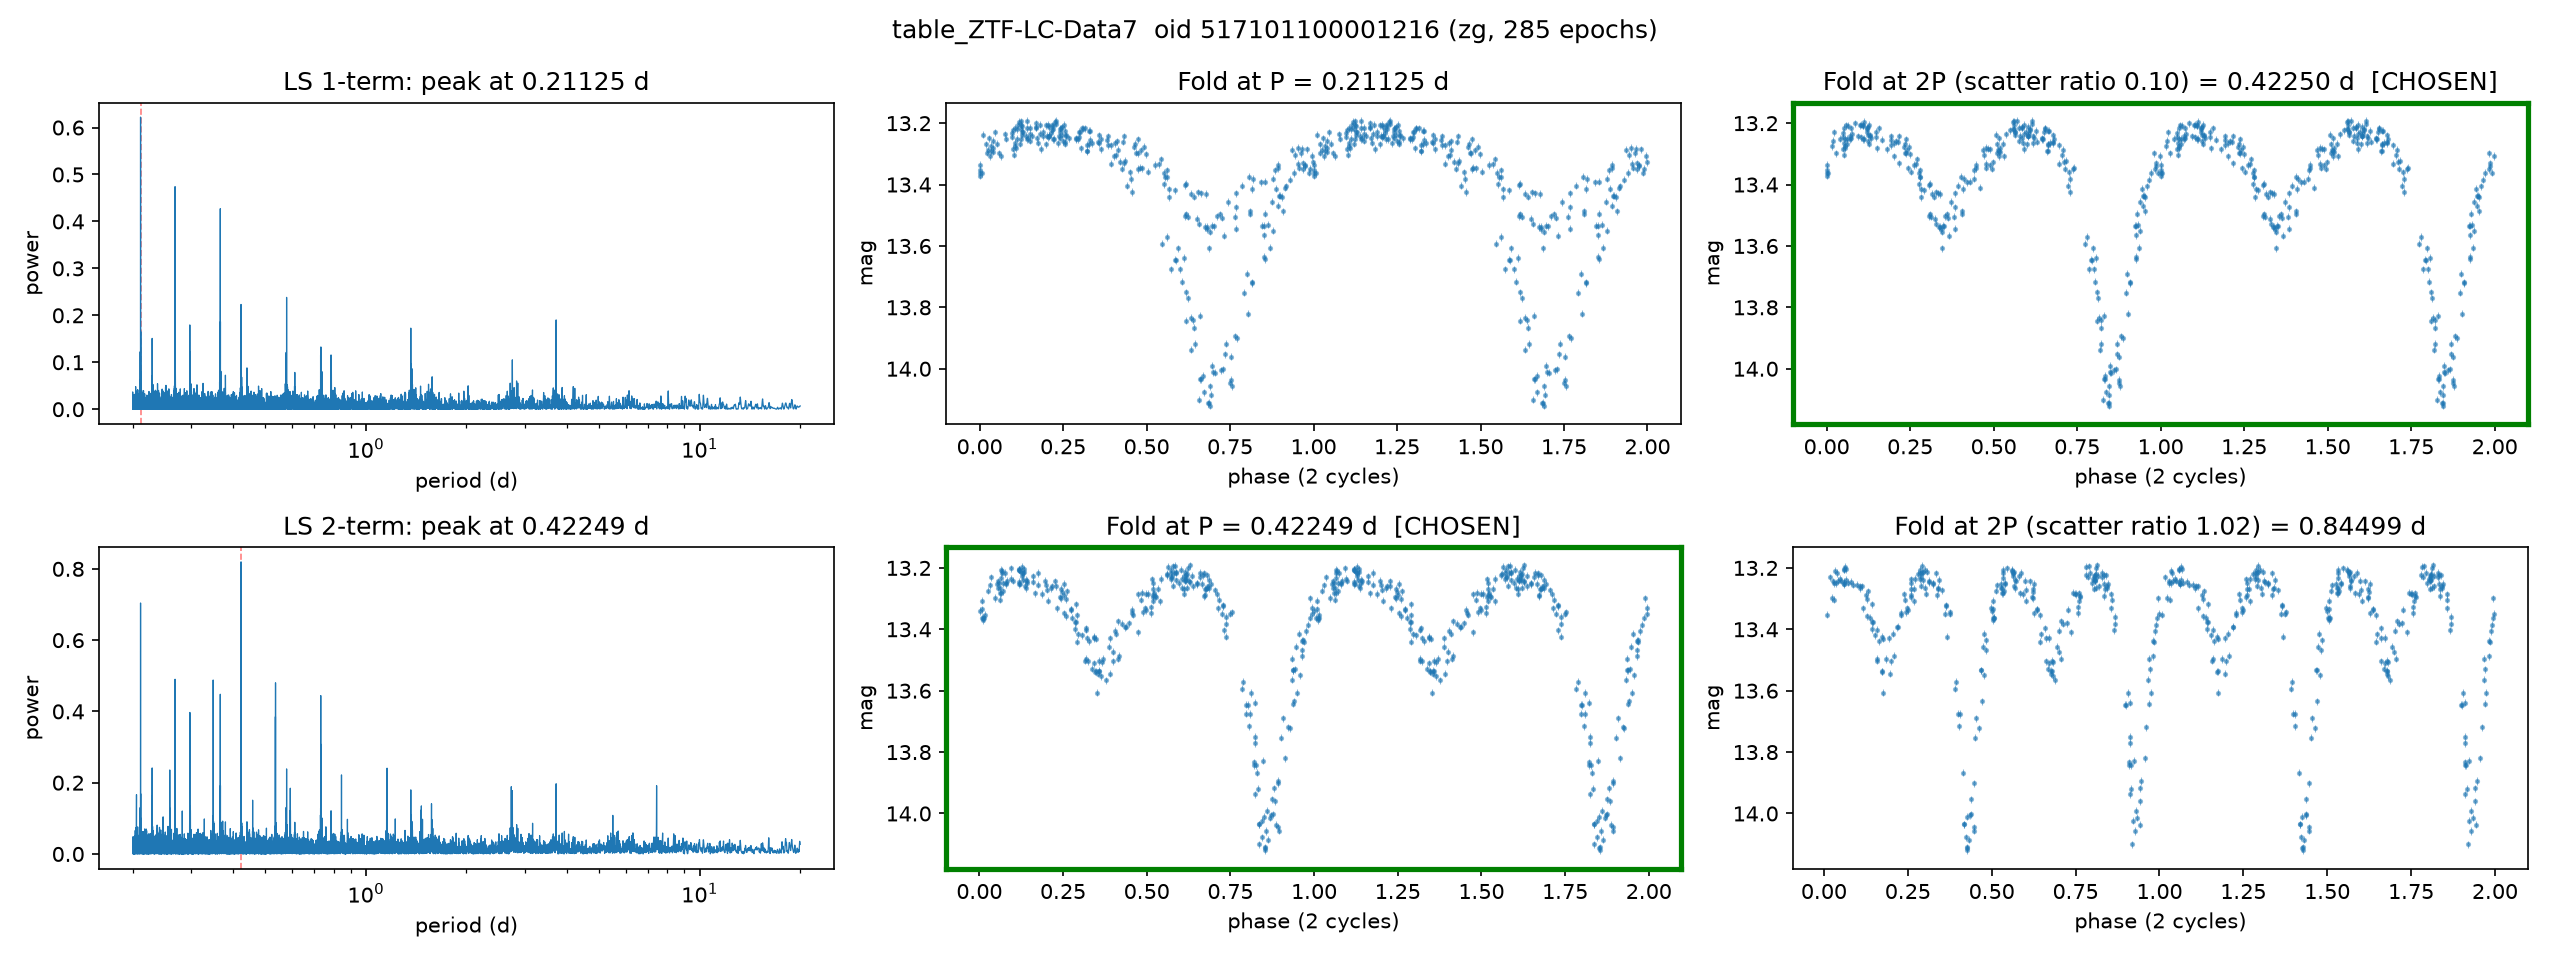 table_ZTF-LC-Data7  oid 517101100001216 (zg, 285 epochs)
LS 1-term: peak at 0.21125 d
power
0.6
0.5
0.4
0.3
0.2
0.1
0.0
10^0
10^1
period (d)
Fold at P = 0.21125 d
mag
13.2
13.4
13.6
13.8
14.0
0.00 0.25 0.50 0.75 1.00 1.25 1.50 1.75 2.00
phase (2 cycles)
Fold at 2P (scatter ratio 0.10) = 0.42250 d  [CHOSEN]
mag
13.2
13.4
13.6
13.8
14.0
0.00 0.25 0.50 0.75 1.00 1.25 1.50 1.75 2.00
phase (2 cycles)
LS 2-term: peak at 0.42249 d
power
0.8
0.6
0.4
0.2
0.0
10^0
10^1
period (d)
Fold at P = 0.42249 d  [CHOSEN]
mag
13.2
13.4
13.6
13.8
14.0
0.00 0.25 0.50 0.75 1.00 1.25 1.50 1.75 2.00
phase (2 cycles)
Fold at 2P (scatter ratio 1.02) = 0.84499 d
mag
13.2
13.4
13.6
13.8
14.0
0.00 0.25 0.50 0.75 1.00 1.25 1.50 1.75 2.00
phase (2 cycles)